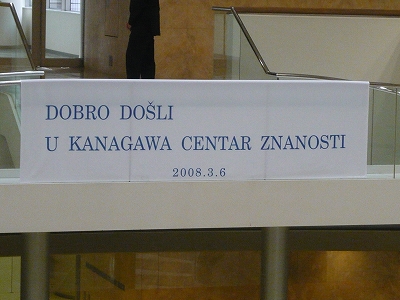 DOBRO DOŠLI
U KANAGAWA CENTAR ZNANOSTI
2008.3.6